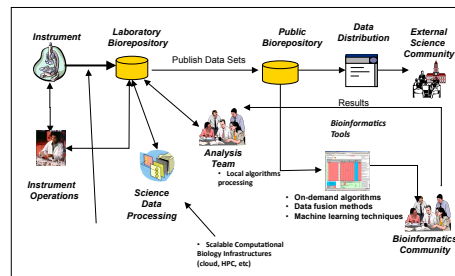 Instrument
Laboratory
Biorepository
Public
Biorepository
Data
Distribution
External
Science
Community
Publish Data Sets
Results
Bioinformatics
Tools
Analysis
Team
• Local algorithms
processing
Instrument
Operations
Science
Data
Processing
• On-demand algorithms
• Data fusion methods
• Machine learning techniques
Bioinformatics
Community
• Scalable Computational
Biology Infrastructures
(cloud, HPC, etc)